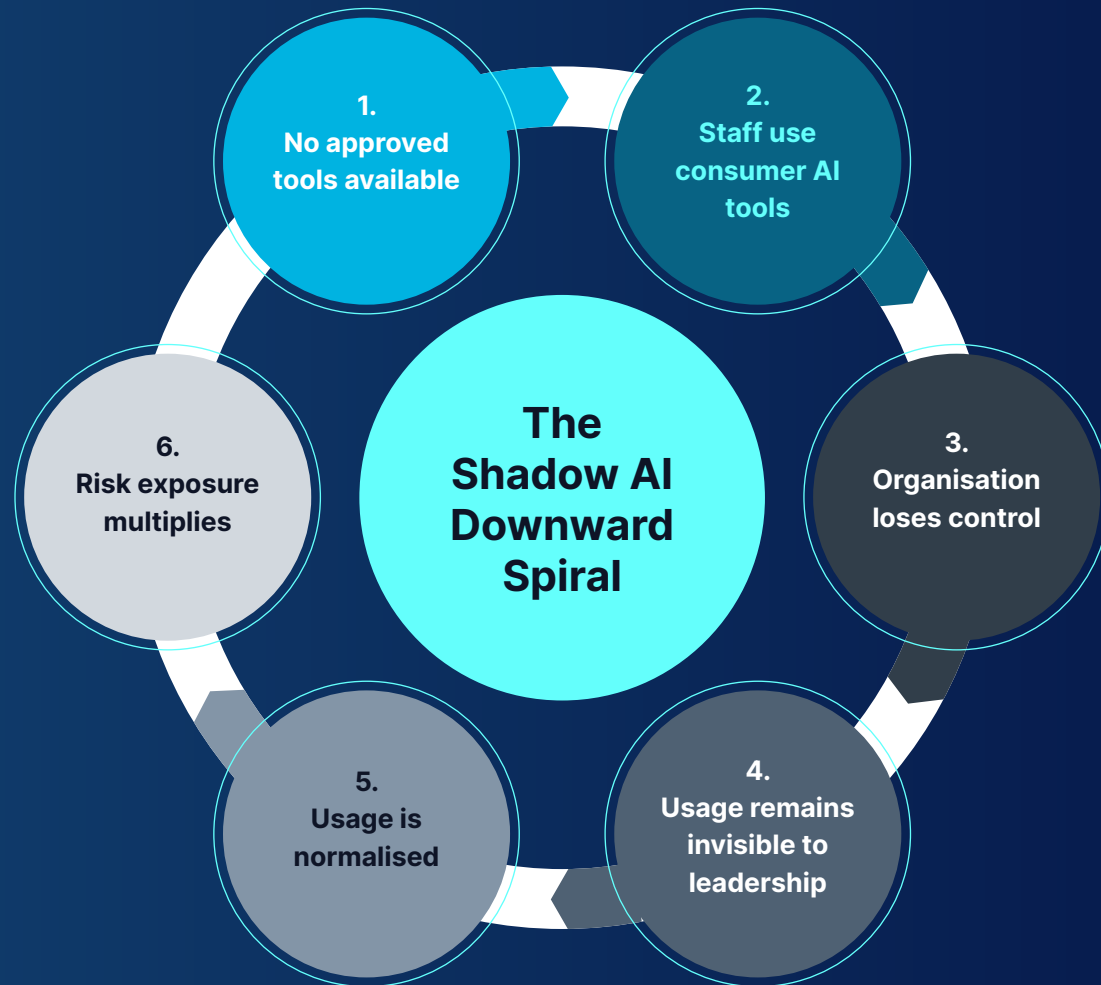 1.
No approved
tools available
2.
Staff use
consumer AI
tools
3.
Organisation
loses control
4.
Usage remains
invisible to
leadership
5.
Usage is
normalised
6.
Risk exposure
multiplies
The
Shadow AI
Downward
Spiral